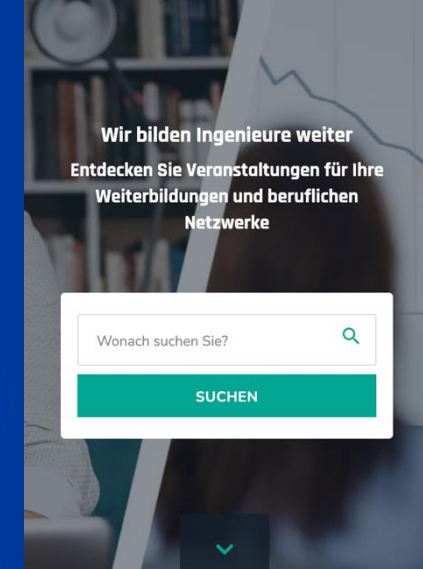 Wir bilden Ingenieure weiter
Entdecken Sie Veranstaltungen für Ihre
Weiterbildungen und beruflichen
Netzwerke
Wonach suchen Sie?
SUCHEN